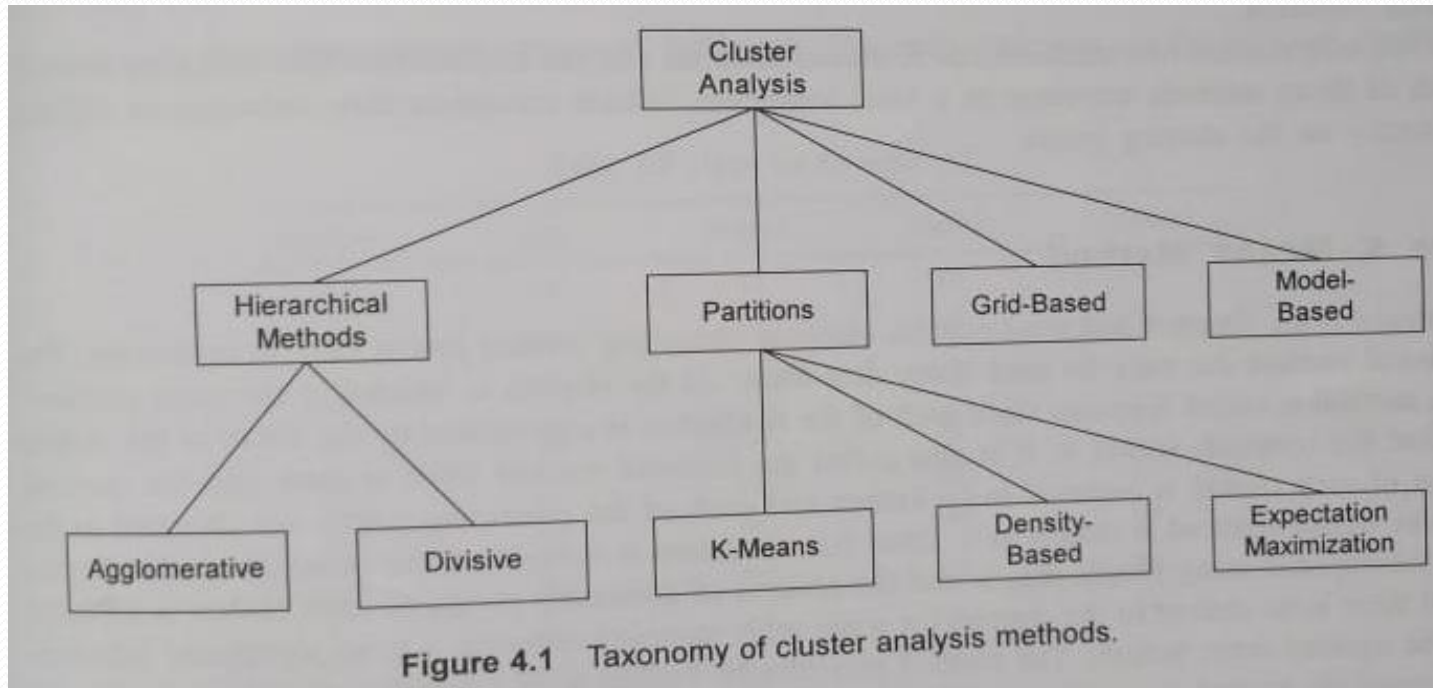 Cluster
Analysis
Hierarchical
Methods
Partitions
Grid-Based
Model-
Based
Agglomerative
Divisive
K-Means
Density-
Based
Expectation
Maximization
Figure 4.1 Taxonomy of cluster analysis methods.